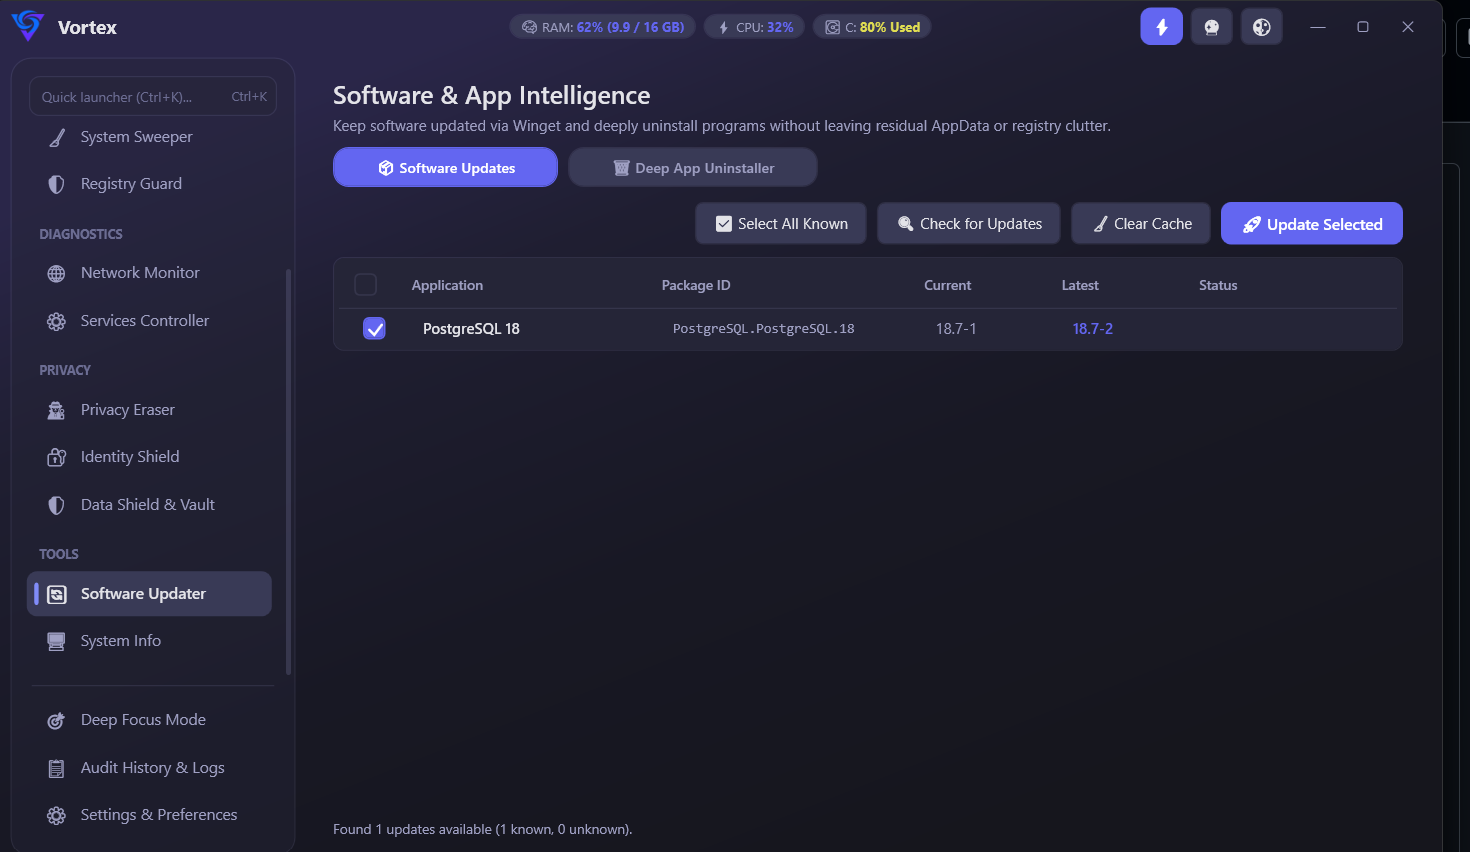 Vortex
RAM: 62% (9.9 / 16 GB)
CPU: 32%
C: 80% Used
Quick launcher (Ctrl+K)... Ctrl+K
System Sweeper
Registry Guard
DIAGNOSTICS
Network Monitor
Services Controller
PRIVACY
Privacy Eraser
Identity Shield
Data Shield & Vault
TOOLS
Software Updater
System Info
Deep Focus Mode
Audit History & Logs
Settings & Preferences
Software & App Intelligence
Keep software updated via Winget and deeply uninstall programs without leaving residual AppData or registry clutter.
Software Updates
Deep App Uninstaller
Select All Known
Check for Updates
Clear Cache
Update Selected
Application Package ID Current Latest Status
PostgreSQL 18 PostgreSQL.PostgreSQL.18 18.7-1 18.7-2
Found 1 updates available (1 known, 0 unknown).